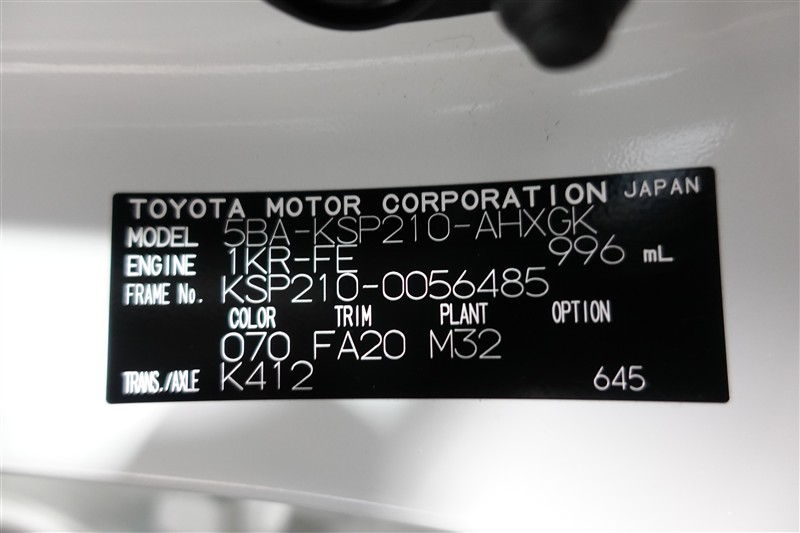 TOYOTA MOTOR CORPORATION JAPAN
MODEL 5BA-KSP210-AHXGK
ENGINE 1KR-FE 996 mL
FRAME No. KSP210-0056485
COLOR TRIM PLANT OPTION
070 FA20 M32
TRANS./AXLE K412 645